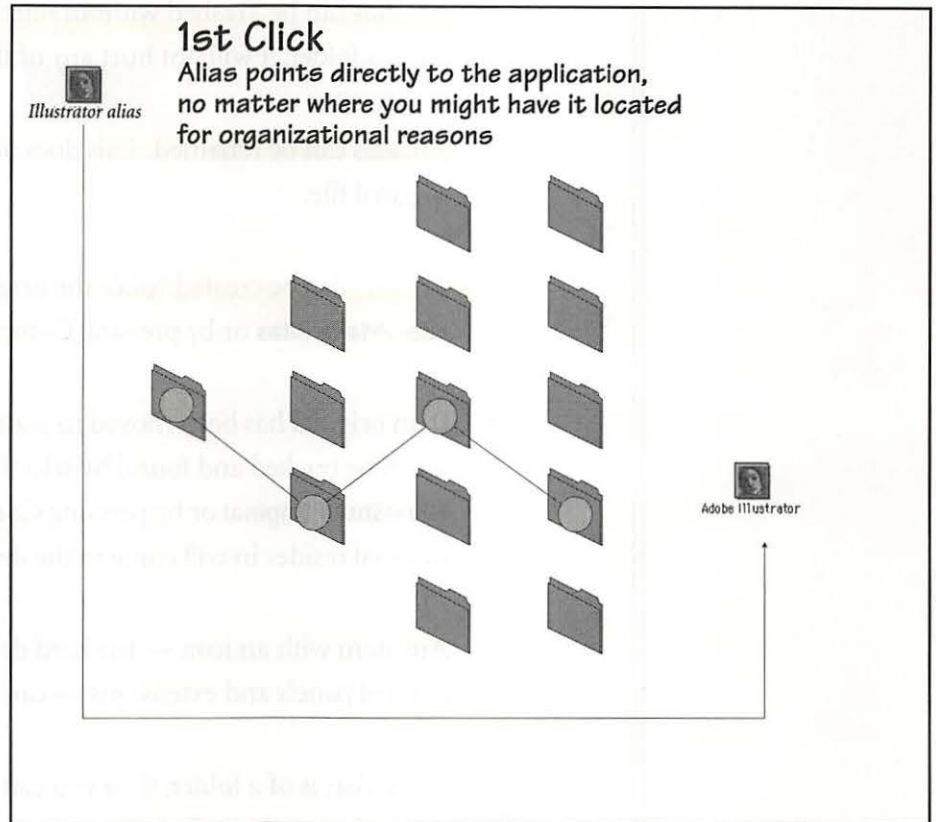 1st Click
Alias points directly to the application,
no matter where you might have it located
for organizational reasons
Illustrator alias
Adobe Illustrator